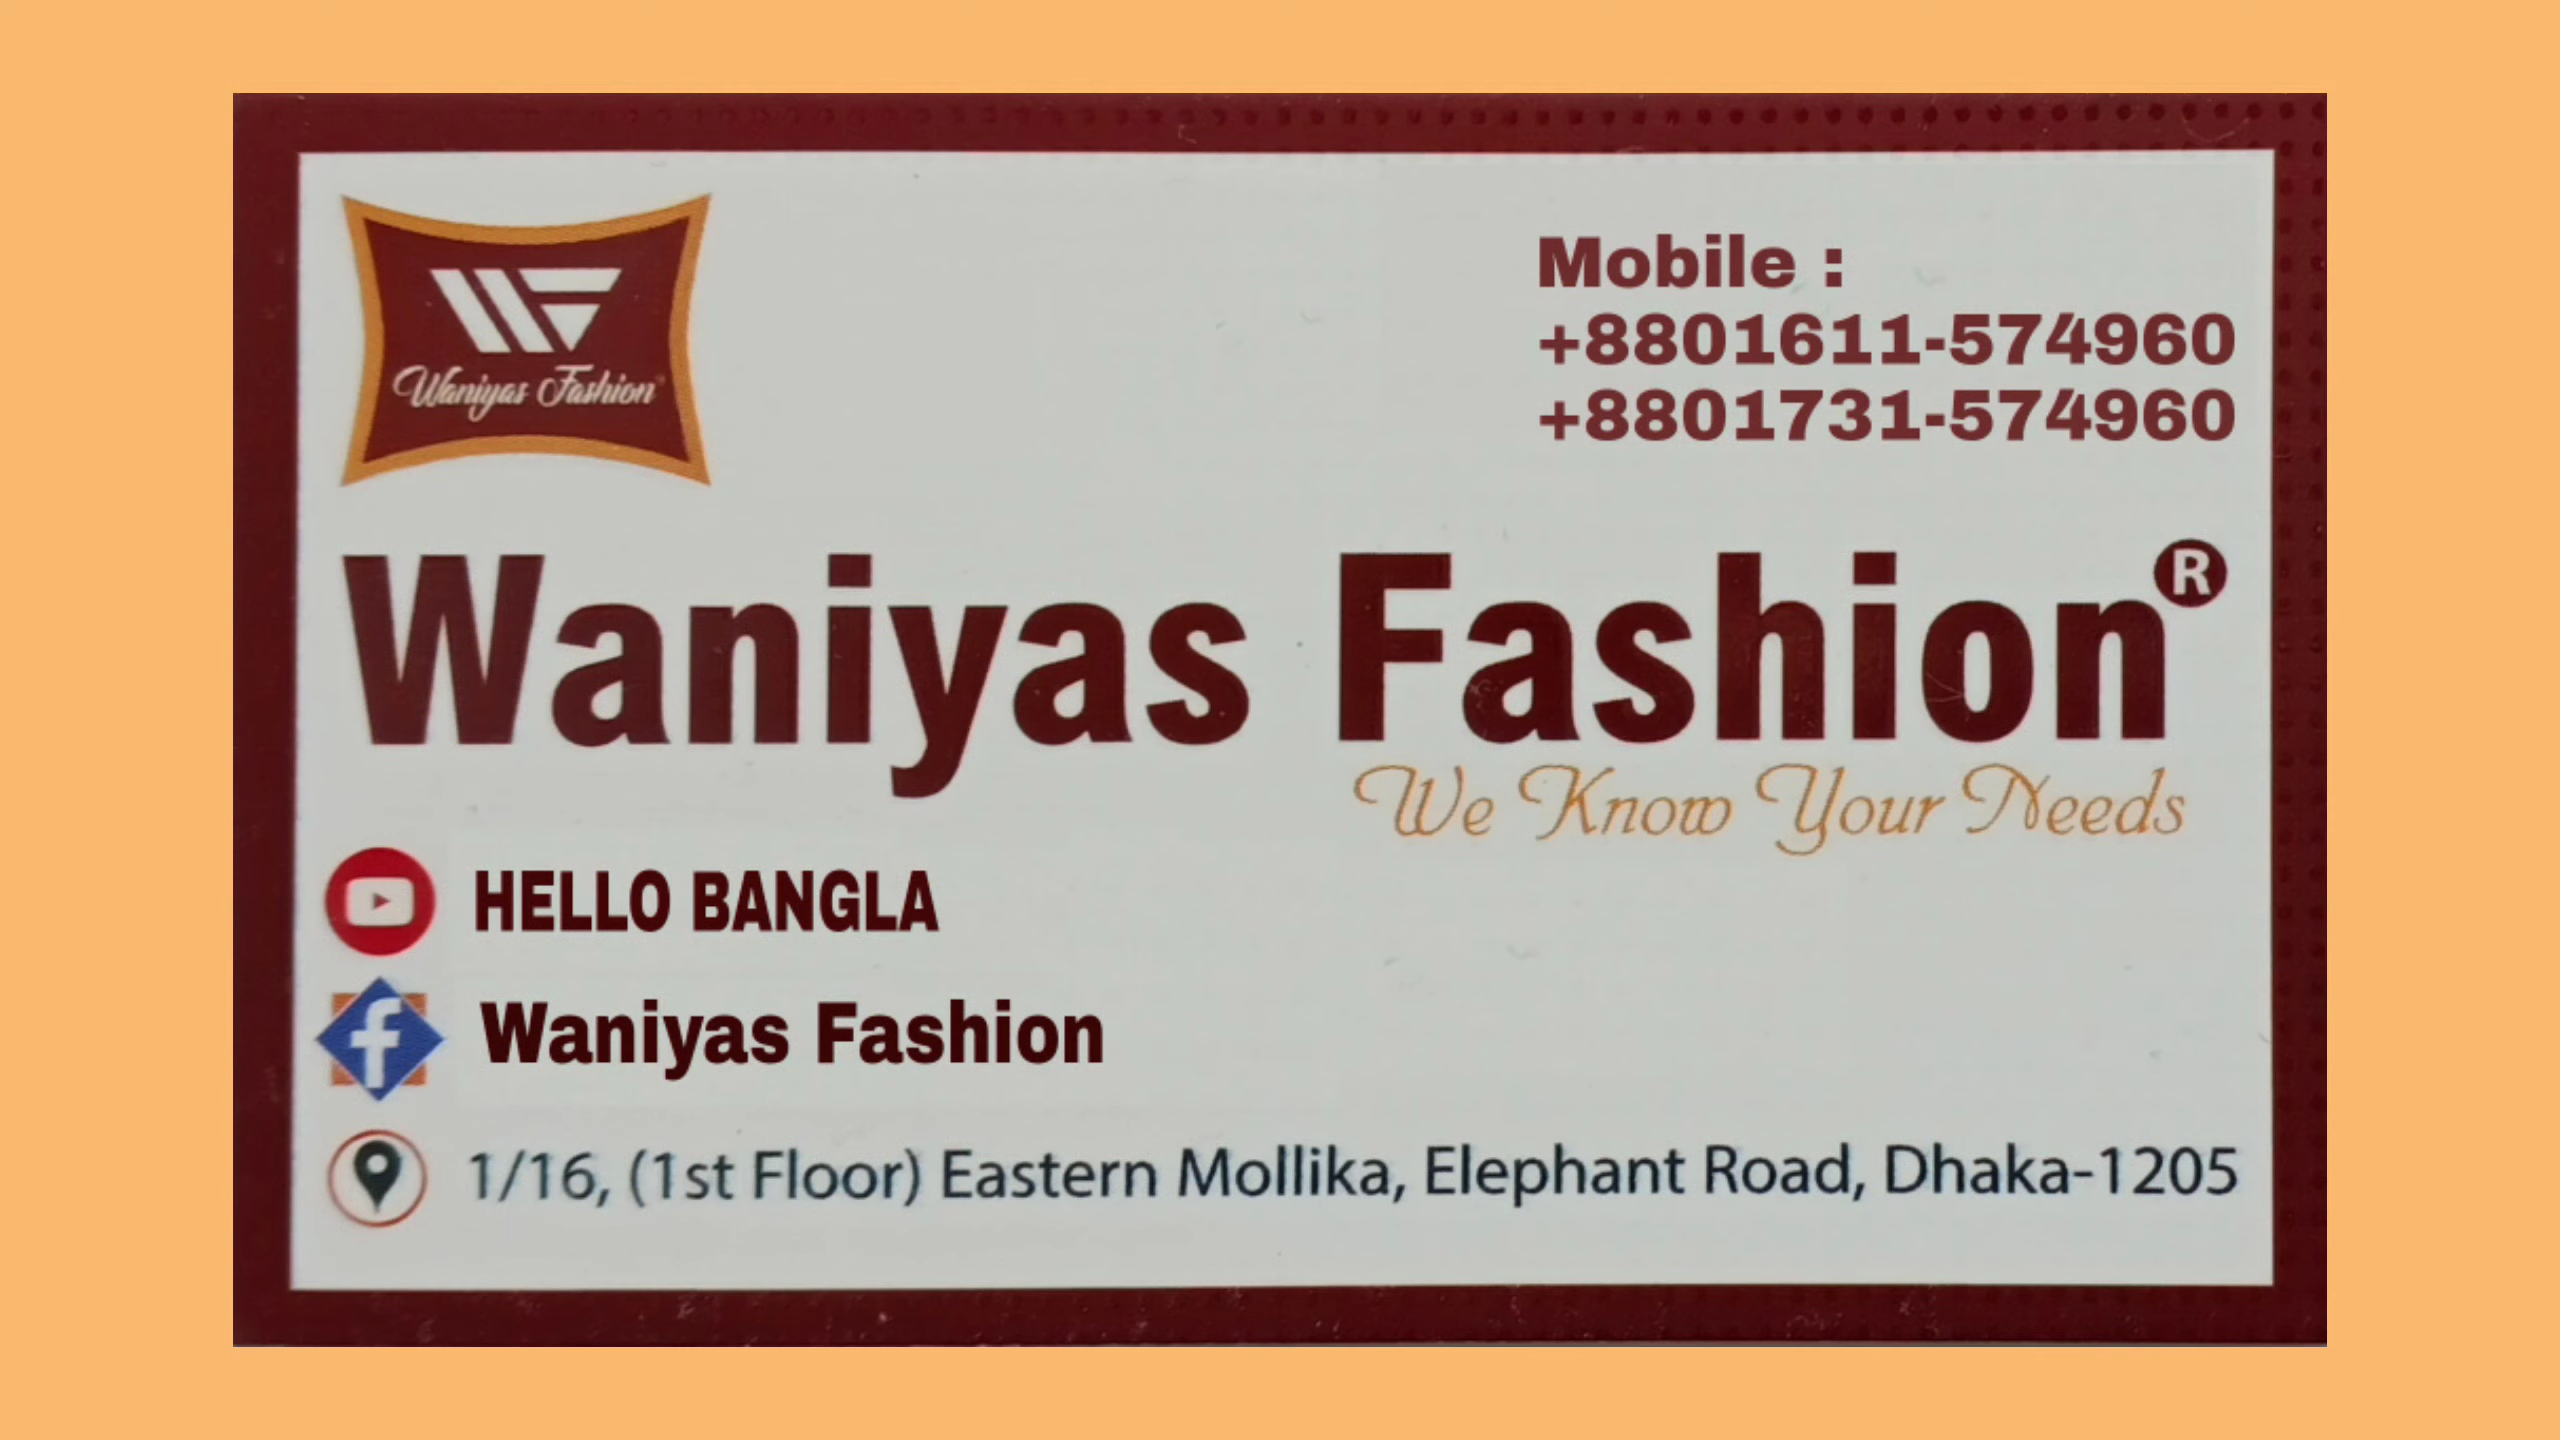 Waniyas Fashion
Mobile :
+8801611-574960
+8801731-574960
Waniyas Fashion®
We Know Your Needs
HELLO BANGLA
Waniyas Fashion
1/16, (1st Floor) Eastern Mollika, Elephant Road, Dhaka-1205